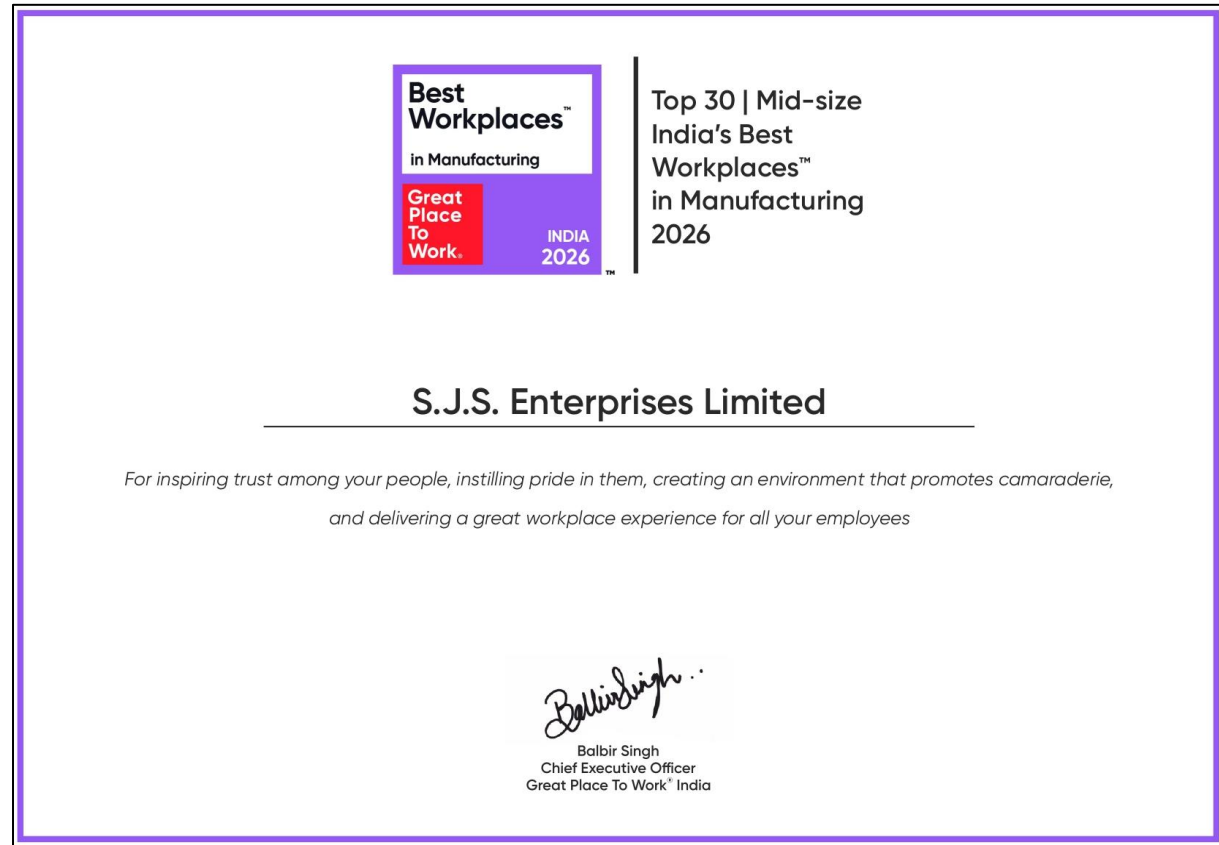 Best
Workplaces™
in Manufacturing
Great
Place
To
Work®
INDIA
2026
™
Top 30 | Mid-size
India's Best
Workplaces™
in Manufacturing
2026
S.J.S. Enterprises Limited
For inspiring trust among your people, instilling pride in them, creating an environment that promotes camaraderie,
and delivering a great workplace experience for all your employees
Balbir Singh..
Balbir Singh
Chief Executive Officer
Great Place To Work® India